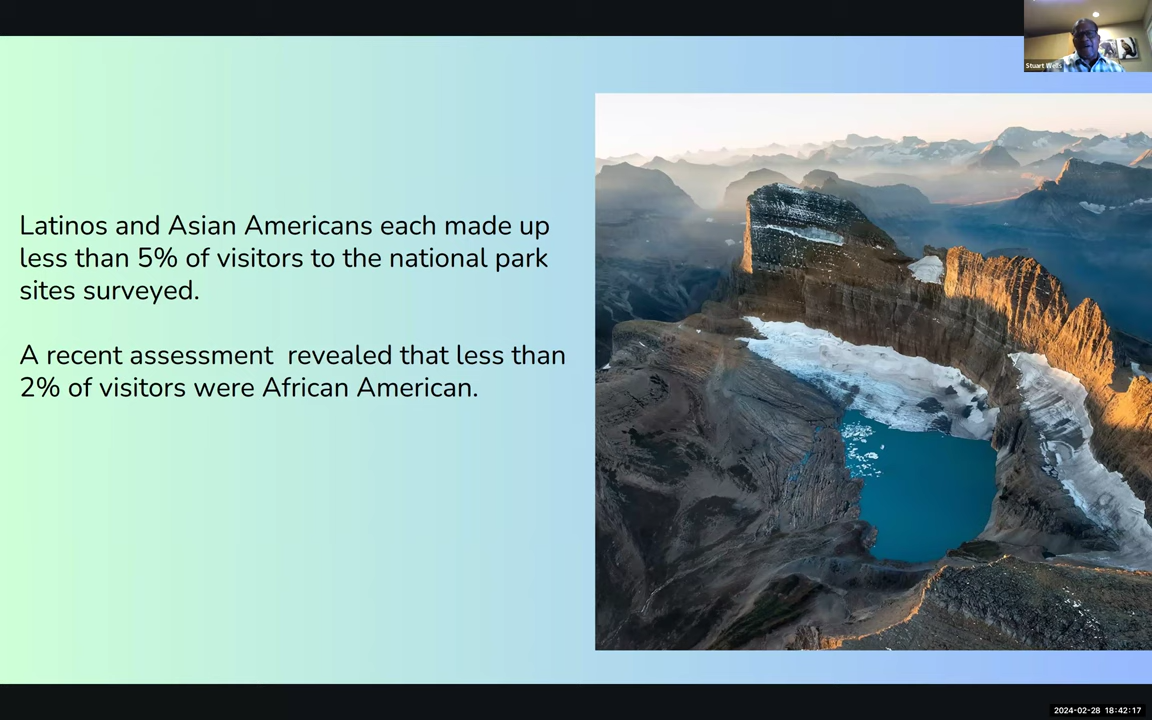 Stuart Wells
Latinos and Asian Americans each made up
less than 5% of visitors to the national park
sites surveyed.
A recent assessment  revealed that less than
2% of visitors were African American.
2024-02-28 18:42:17